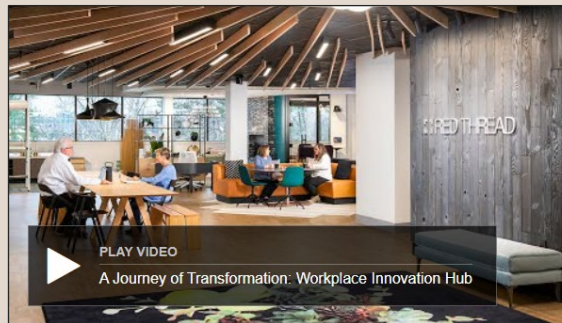 RED THREAD
PLAY VIDEO
A Journey of Transformation: Workplace Innovation Hub